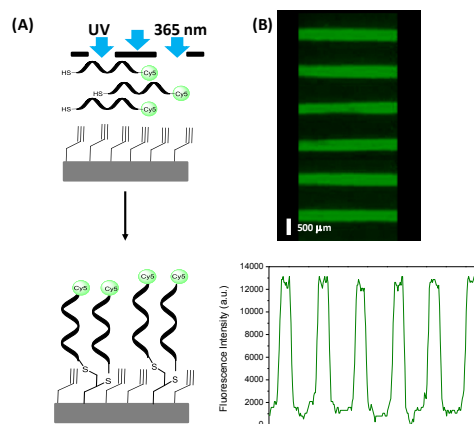 (A)
UV
365 nm
HS
Cy5
HS
Cy5
HS
Cy5
Cy5
Cy5
Cy5
Cy5
S
S
S
S
(B)
500 µm
14000
12000
10000
8000
6000
4000
2000
0
Fluorescence Intensity (a.u.)